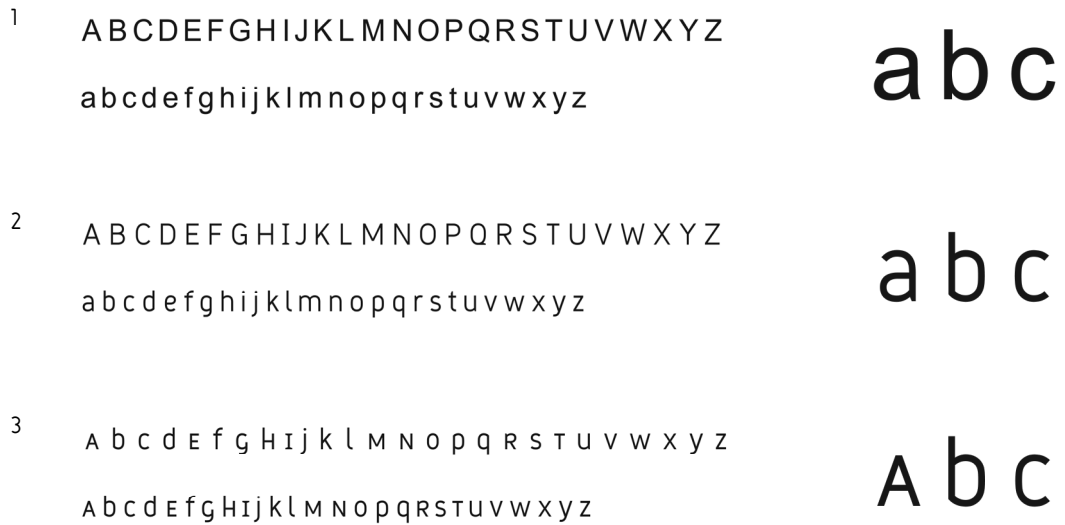 1
ABCDEFGHIJKLMNOPQRSTUVWXYZ
abc
abcdefghijklmnopqrstuvwxyz
2
ABCDEFGHIJKLMNOPQRSTUVWXYZ
abc
abcdefghijklmnopqrstuvwxyz
3
AbcdEfgHIjklMNopqRSTuvwxyz
Abc
AbcdEfgHIjklMNopqRSTuvwxyz